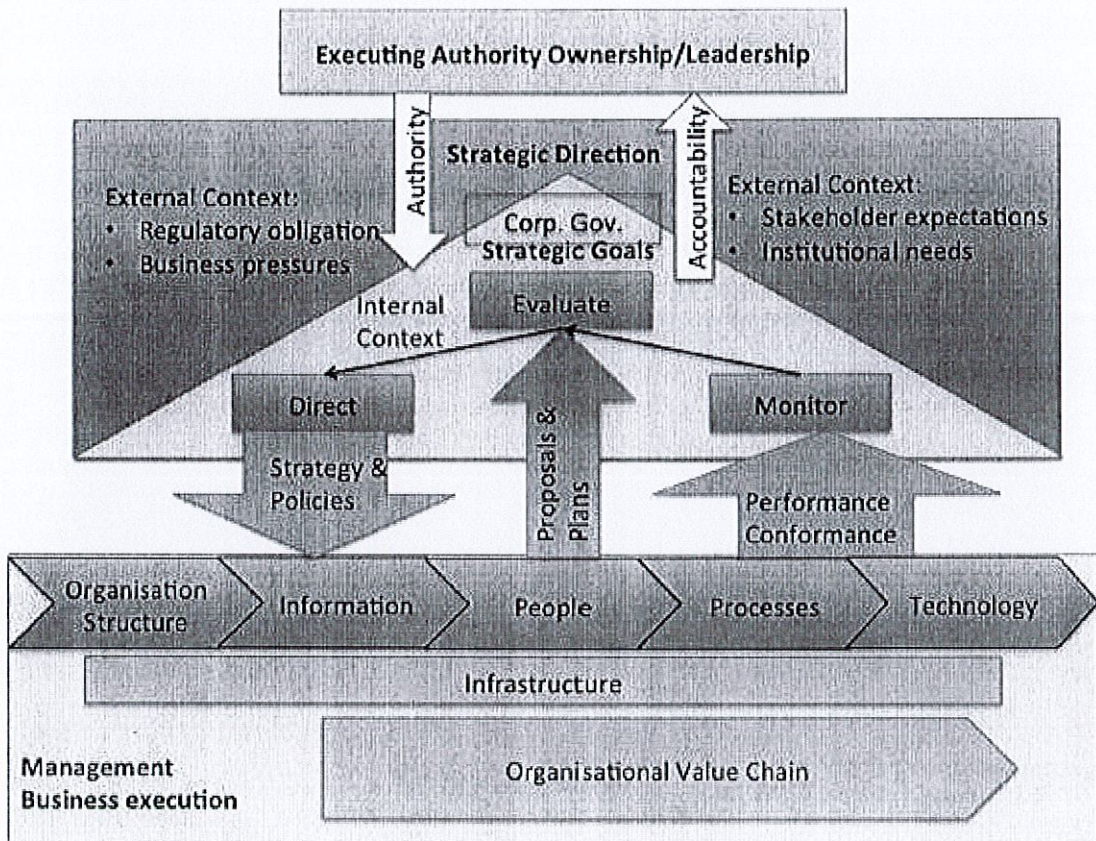 Executing Authority Ownership/Leadership
Authority
Accountability
Strategic Direction
External Context:
• Regulatory obligation
• Business pressures
External Context:
• Stakeholder expectations
• Institutional needs
Corp. Gov.
Strategic Goals
Internal
Context
Evaluate
Direct
Monitor
Strategy &
Policies
Proposals &
Plans
Performance
Conformance
Organisation
Structure
Information
People
Processes
Technology
Infrastructure
Organisational Value Chain
Management
Business execution